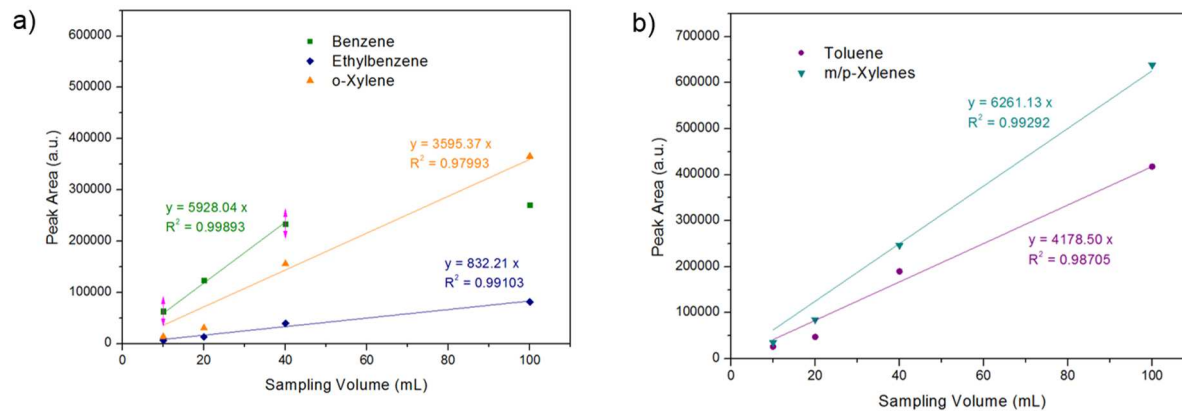 a)
Benzene
Ethylbenzene
o-Xylene
Peak Area (a.u.)
600000
500000
400000
300000
200000
100000
0
y = 3595.37 x
R² = 0.97993
y = 5928.04 x
R² = 0.99893
y = 832.21 x
R² = 0.99103
0 20 40 60 80 100
Sampling Volume (mL)
b)
Toluene
m/p-Xylenes
Peak Area (a.u.)
700000
600000
500000
400000
300000
200000
100000
0
y = 6261.13 x
R² = 0.99292
y = 4178.50 x
R² = 0.98705
0 20 40 60 80 100
Sampling Volume (mL)